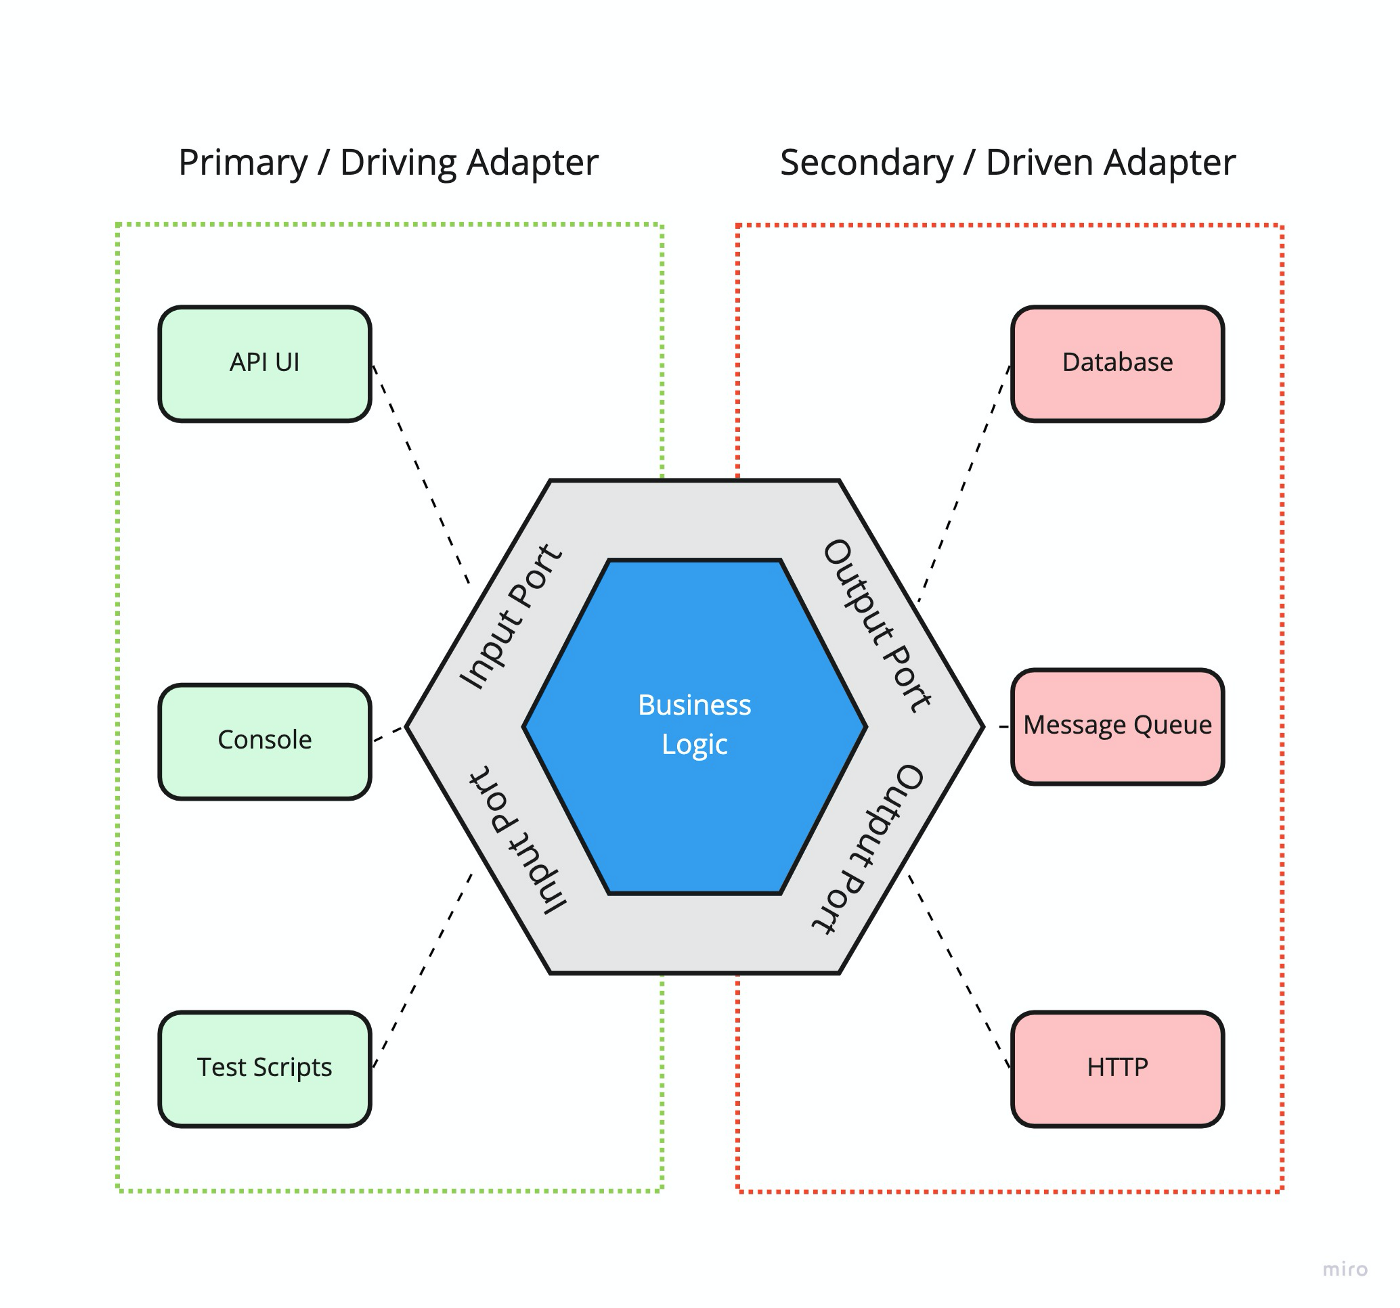 Primary / Driving Adapter
Secondary / Driven Adapter
API UI
Database
Input Port
Output Port
Console
Business
Logic
Message Queue
Input Port
Output Port
Test Scripts
HTTP
miro